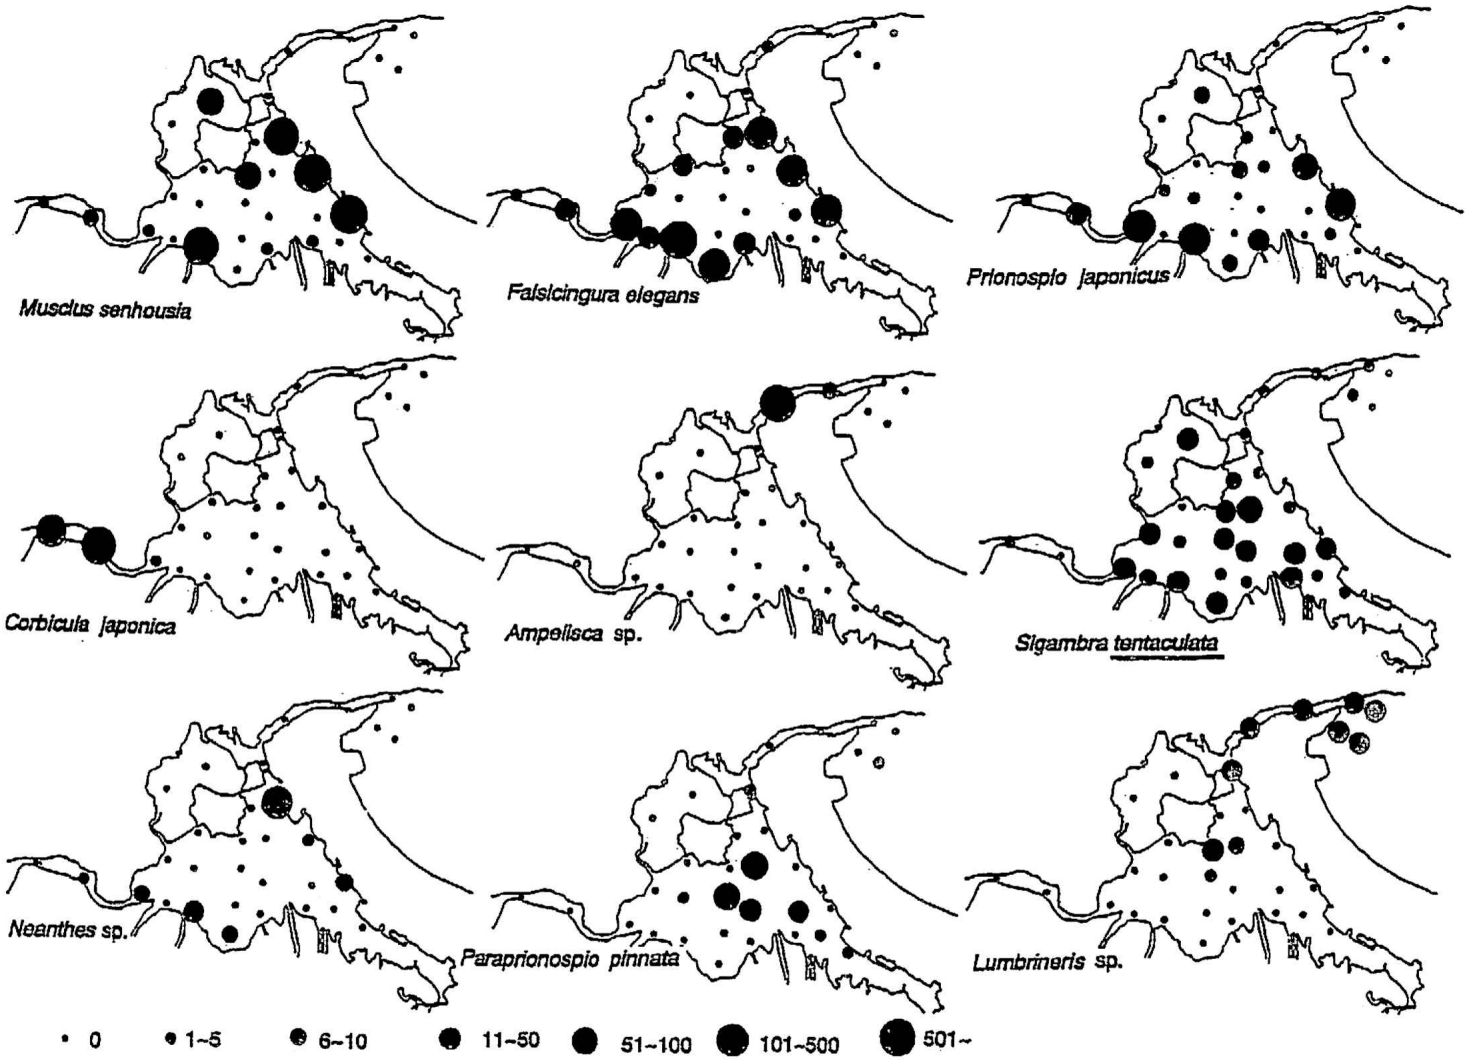 Musclus senhousia
Falsicingura elegans
Prionospio japonicus
Corbicula japonica
Ampelisca sp.
Sigambra tentaculata
Neanthes sp.
Paraprionospio pinnata
Lumbrineris sp.
0 1~5 6~10 11~50 51~100 101~500 501~